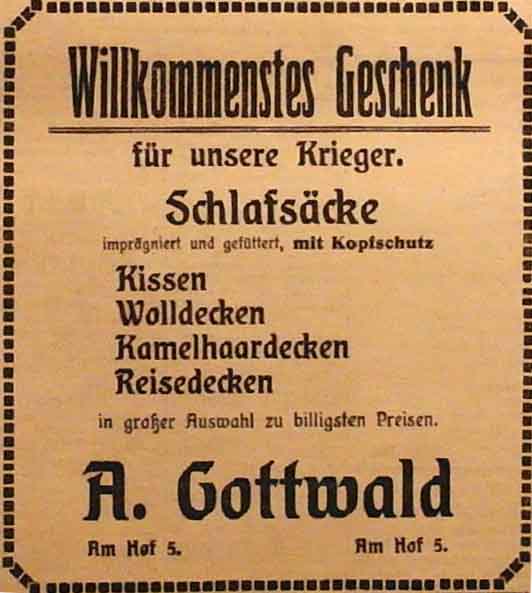 Willkommenstes Geschenk
für unsere Krieger.
Schlafsäcke
imprägniert und gefüttert, mit Kopfschutz
Kissen
Wolldecken
Kamelhaardecken
Reisedecken
in großer Auswahl zu billigsten Preisen.
A. Gottwald
Am Hof 5. Am Hof 5.